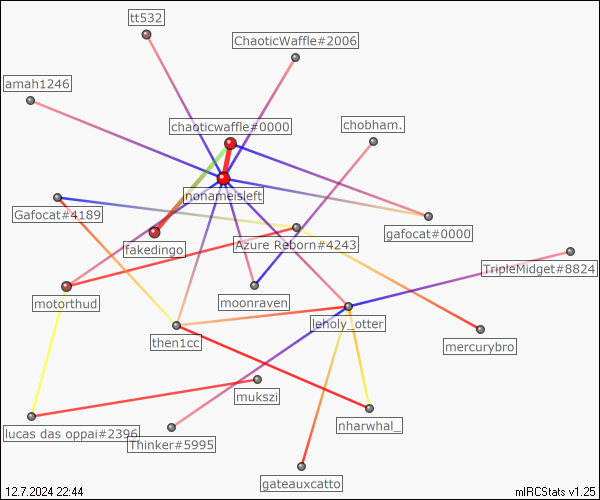 tt532
ChaoticWaffle#2006
amah1246
chaoticwaffle#0000
chobham.
nonameisleft
Gafocat#4189
gafocat#0000
fakedingo
Azure Reborn#4243
TripleMidget#8824
motorthud
moonraven
leholy_otter
then1cc
mercurybro
mukszi
nharwhal_
lucas das oppai#2396
Thinker#5995
gateauxcatto
12.7.2024 22:44
mIRCStats v1.25